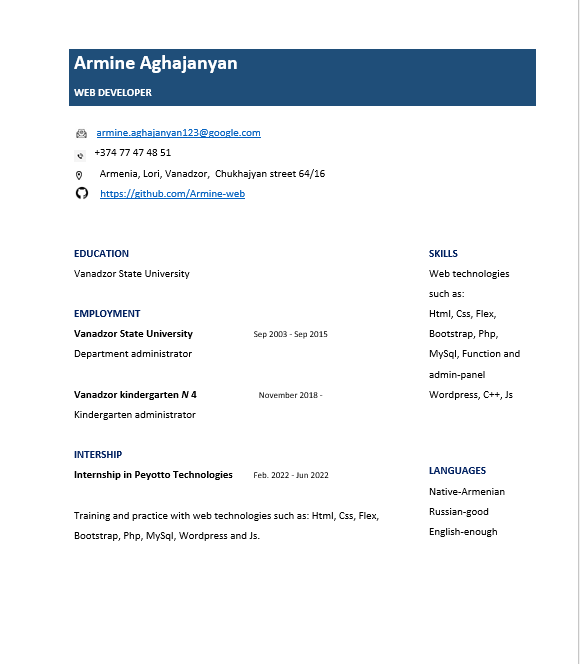 Armine Aghajanyan
WEB DEVELOPER
armine.aghajanyan123@google.com
+374 77 47 48 51
Armenia, Lori, Vanadzor, Chukhajyan street 64/16
https://github.com/Armine-web
EDUCATION
Vanadzor State University
EMPLOYMENT
Vanadzor State University Sep 2003 - Sep 2015
Department administrator
Vanadzor kindergarten N 4 November 2018 -
Kindergarten administrator
INTERSHIP
Internship in Peyotto Technologies Feb. 2022 - Jun 2022
Training and practice with web technologies such as: Html, Css, Flex,
Bootstrap, Php, MySql, Wordpress and Js.
SKILLS
Web technologies
such as:
Html, Css, Flex,
Bootstrap, Php,
MySql, Function and
admin-panel
Wordpress, C++, Js
LANGUAGES
Native-Armenian
Russian-good
English-enough